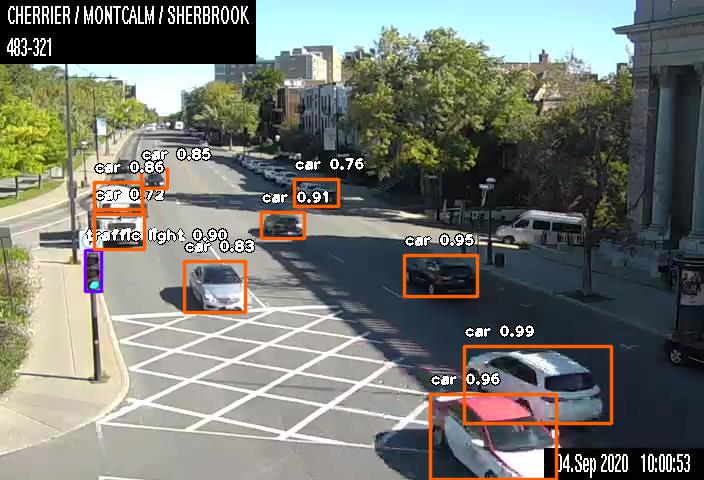 CHERRIER / MONTCALM / SHERBROOK
483-321
car 0.85
car 0.86
car 0.76
car 0.72
car 0.91
traffic light 0.90
car 0.83
car 0.95
car 0.99
car 0.96
04.Sep 2020 10:00:53